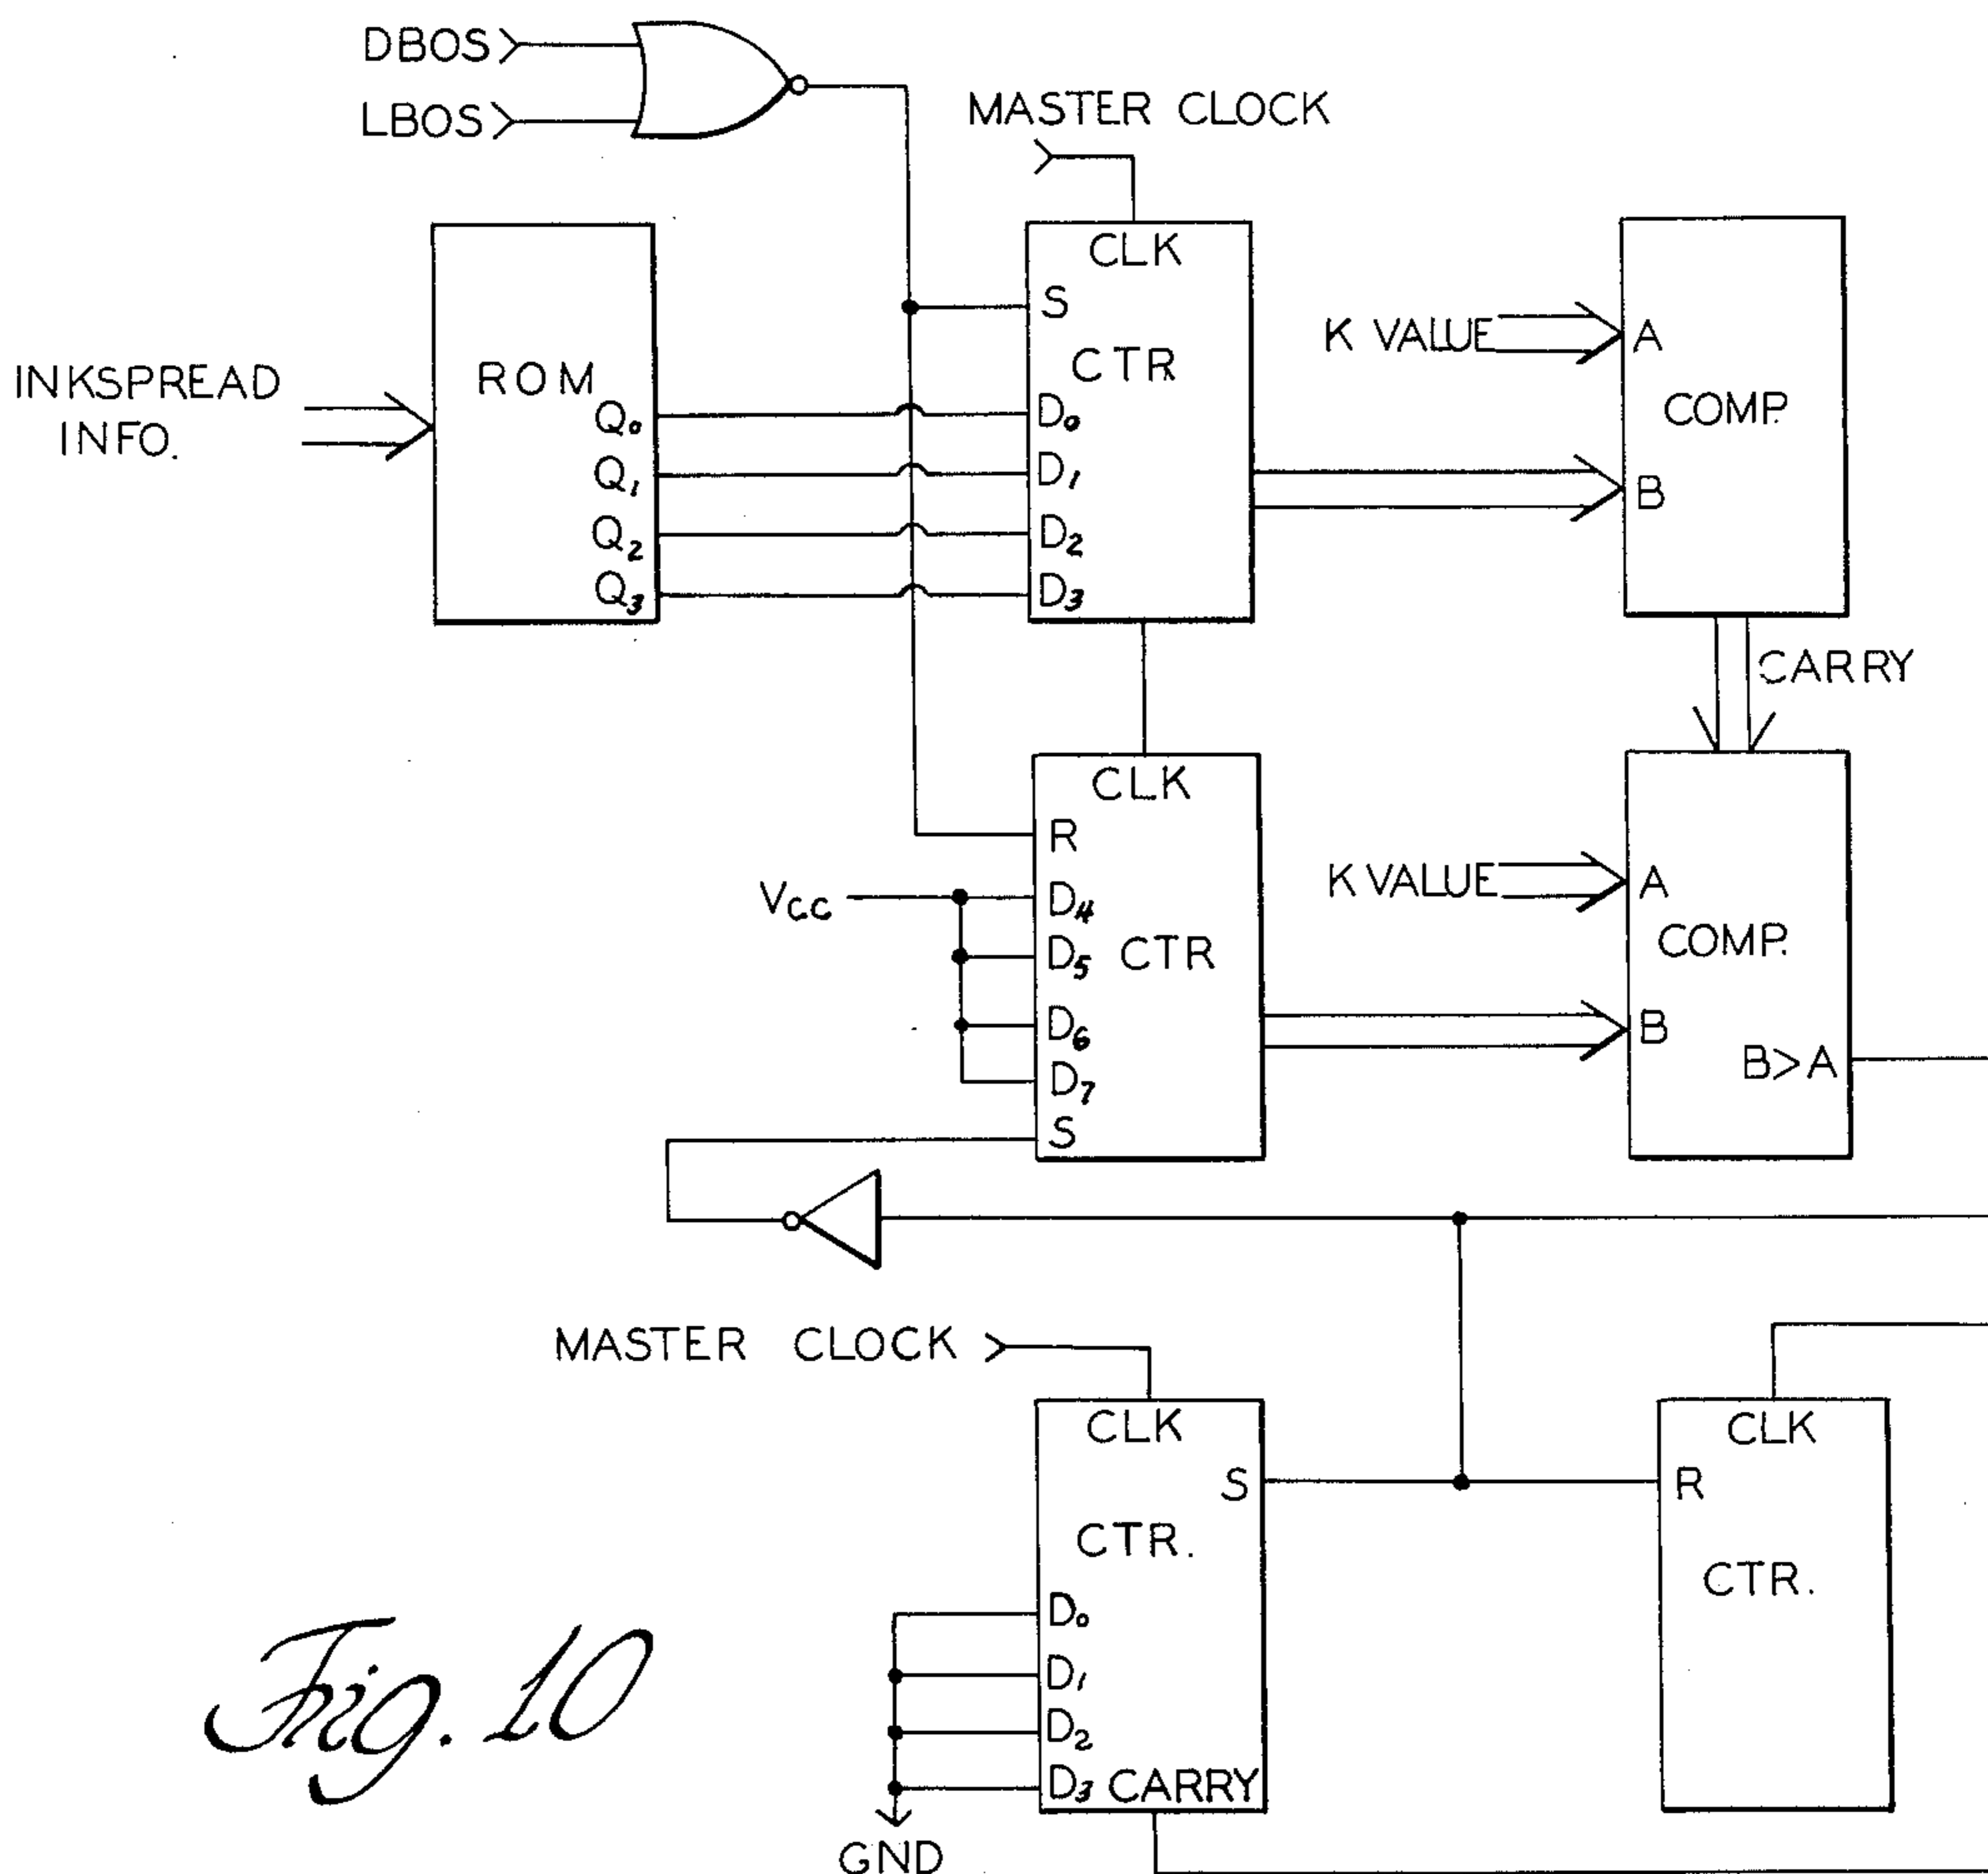 DBOS
LBOS
MASTER CLOCK
INKSPREAD
INFO.
ROM
Q0
Q1
Q2
Q3
CLK
S
CTR
D0
D1
D2
D3
K VALUE
A
COMP.
B
CARRY
CLK
R
VCC
D4
D5
CTR
D6
D7
S
K VALUE
A
COMP.
B
B>A
MASTER CLOCK
CLK
S
CTR.
D0
D1
D2
D3
CARRY
GND
CLK
R
CTR.
Fig. 10